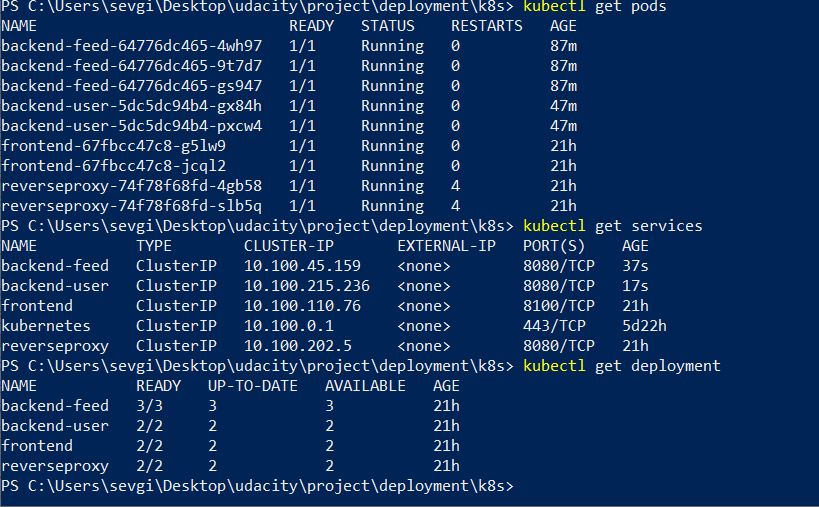 PS C:\Users\sevgi\Desktop\udacity\project\deployment\k8s> kubectl get pods
NAME READY STATUS RESTARTS AGE
backend-feed-64776dc465-4wh97 1/1 Running 0 87m
backend-feed-64776dc465-9t7d7 1/1 Running 0 87m
backend-feed-64776dc465-gs947 1/1 Running 0 87m
backend-user-5dc5dc94b4-gx84h 1/1 Running 0 47m
backend-user-5dc5dc94b4-pxcw4 1/1 Running 0 47m
frontend-67fbcc47c8-g5lw9 1/1 Running 0 21h
frontend-67fbcc47c8-jcql2 1/1 Running 0 21h
reverseproxy-74f78f68fd-4gb58 1/1 Running 4 21h
reverseproxy-74f78f68fd-slb5q 1/1 Running 4 21h
PS C:\Users\sevgi\Desktop\udacity\project\deployment\k8s> kubectl get services
NAME TYPE CLUSTER-IP EXTERNAL-IP PORT(S) AGE
backend-feed ClusterIP 10.100.45.159 <none> 8080/TCP 37s
backend-user ClusterIP 10.100.215.236 <none> 8080/TCP 17s
frontend ClusterIP 10.100.110.76 <none> 8100/TCP 21h
kubernetes ClusterIP 10.100.0.1 <none> 443/TCP 5d22h
reverseproxy ClusterIP 10.100.202.5 <none> 8080/TCP 21h
PS C:\Users\sevgi\Desktop\udacity\project\deployment\k8s> kubectl get deployment
NAME READY UP-TO-DATE AVAILABLE AGE
backend-feed 3/3 3 3 21h
backend-user 2/2 2 2 21h
frontend 2/2 2 2 21h
reverseproxy 2/2 2 2 21h
PS C:\Users\sevgi\Desktop\udacity\project\deployment\k8s>